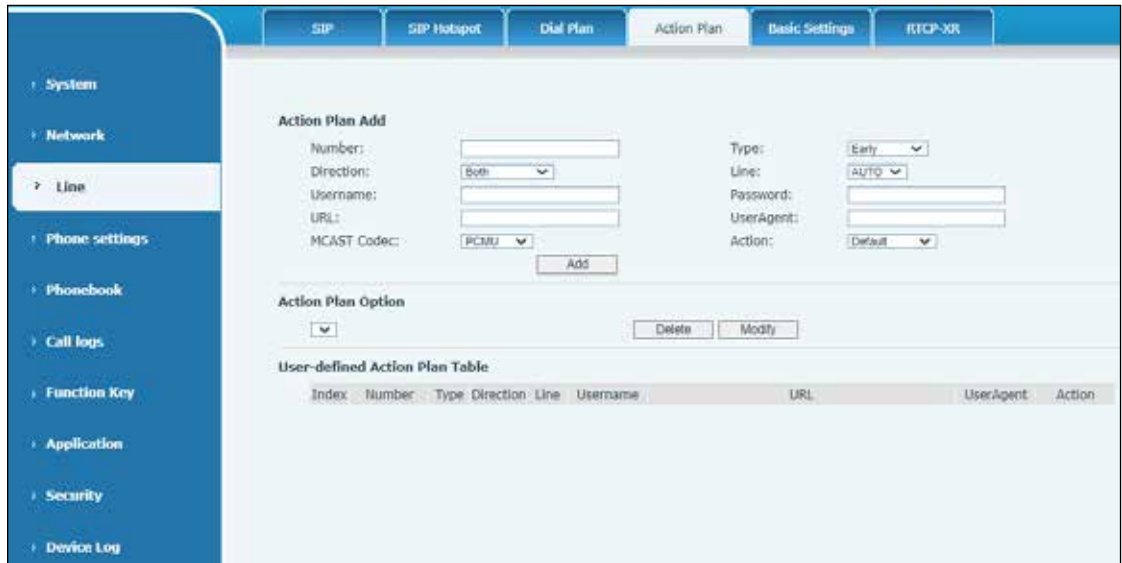 SIP SIP Hotspot Dial Plan Action Plan Basic Settings RTCP-XR
System
Network
Line
Phone settings
Phonebook
Call logs
Function Key
Application
Security
Device Log
Action Plan Add
Number: Type: Early
Direction: Both Line: AUTO
Username: Password:
URL: UserAgent:
MCAST Codec: PCMU Action: Default
Add
Action Plan Option
Delete Modify
User-defined Action Plan Table
Index Number Type Direction Line Username URL UserAgent Action